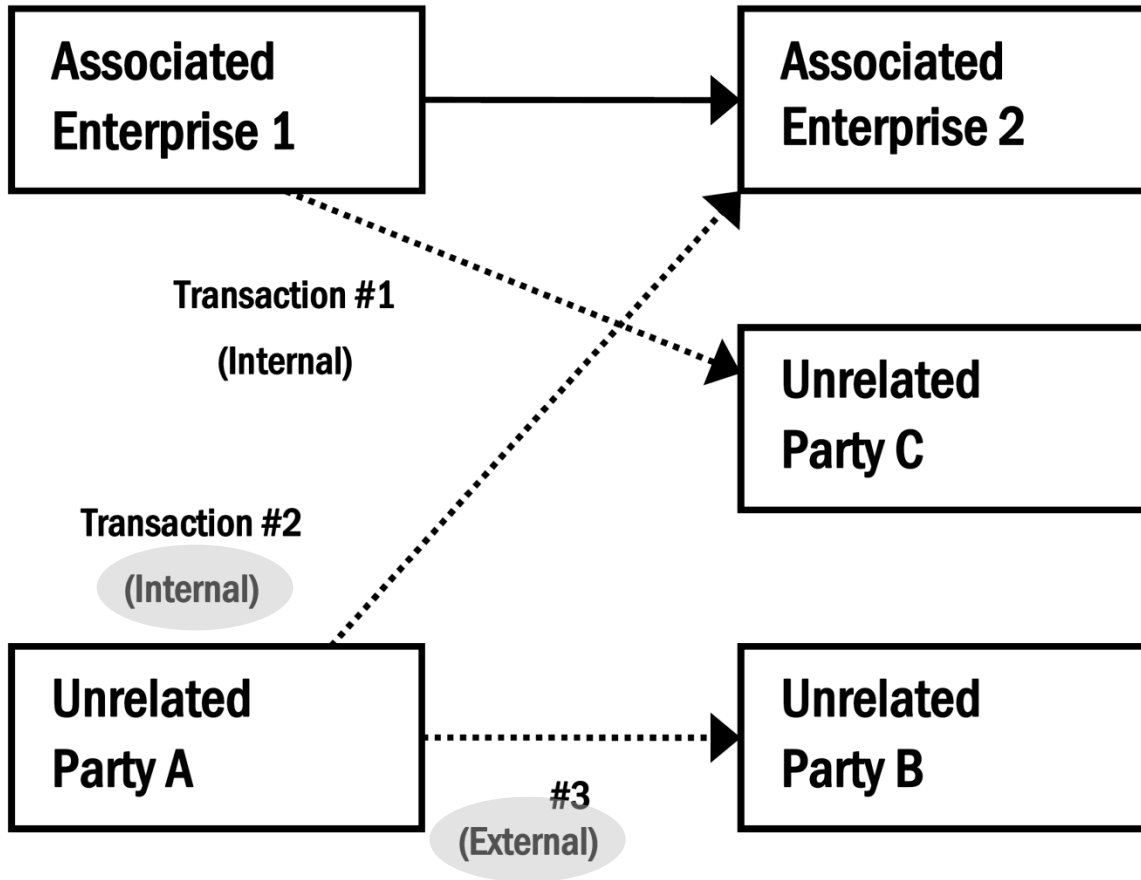 Associated
Enterprise 1
Associated
Enterprise 2
Transaction #1
(Internal)
Unrelated
Party C
Transaction #2
(Internal)
Unrelated
Party A
Unrelated
Party B
#3
(External)